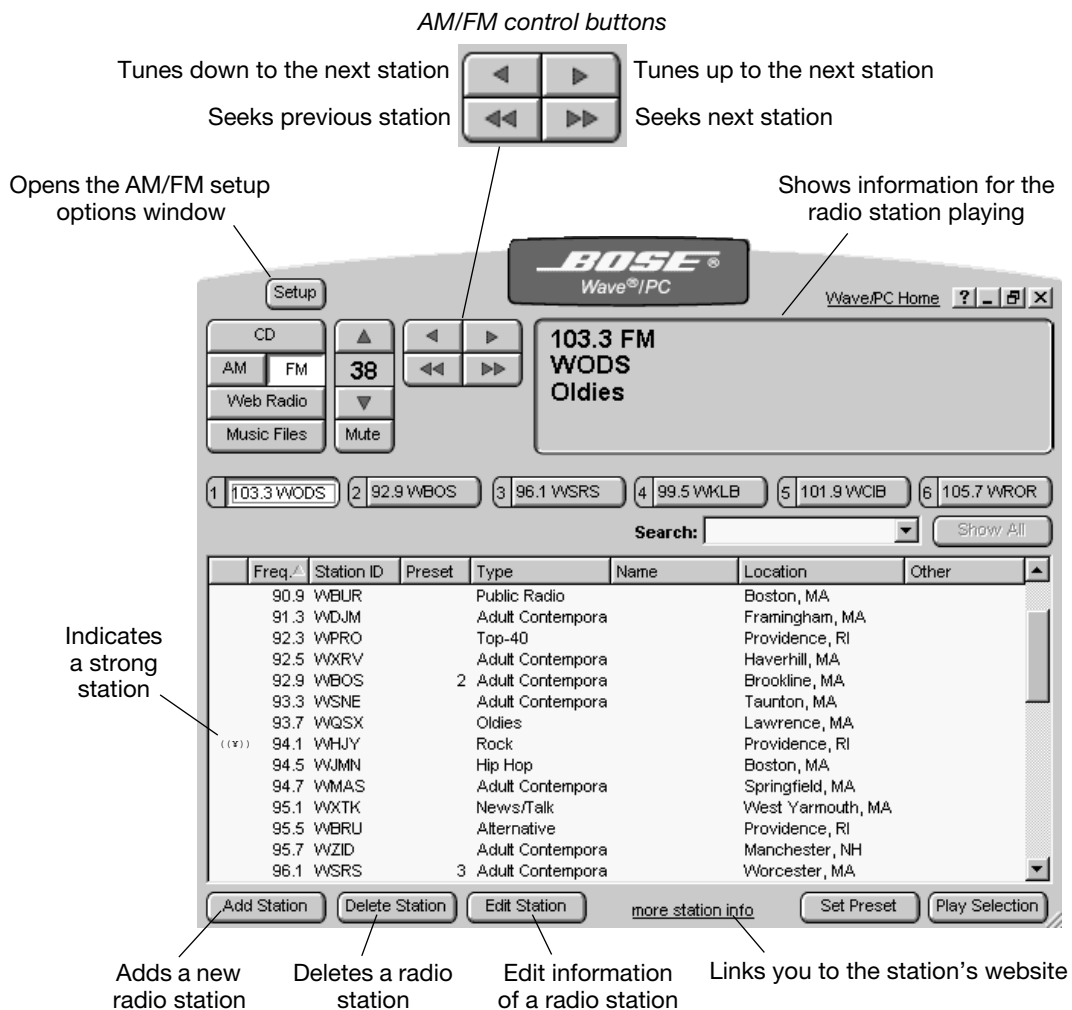 AM/FM control buttons
Tunes down to the next station
Tunes up to the next station
Seeks previous station
Seeks next station
Opens the AM/FM setup
options window
Shows information for the
radio station playing
BOSE®
Wave®/PC
Setup
Wave/PC Home ?
CD
AM FM
Web Radio
Music Files
38
Mute
103.3 FM
WODS
Oldies
1 103.3 WODS 2 92.9 WBOS 3 96.1 WSRS 4 99.5 WKLB 5 101.9 WCIB 6 105.7 WROR
Search: Show All
Freq. Station ID Preset Type Name Location Other
90.9 WBUR Public Radio Boston, MA
91.3 WDJM Adult Contempora Framingham, MA
92.3 WPRO Top-40 Providence, RI
92.5 WXRV Adult Contempora Haverhill, MA
92.9 WBOS 2 Adult Contempora Brookline, MA
93.3 WSNE Adult Contempora Taunton, MA
93.7 WQSX Oldies Lawrence, MA
94.1 WHJY Rock Providence, RI
94.5 WJMN Hip Hop Boston, MA
94.7 WMAS Adult Contempora Springfield, MA
95.1 WXTK News/Talk West Yarmouth, MA
95.5 WBRU Alternative Providence, RI
95.7 WZID Adult Contempora Manchester, NH
96.1 WSRS 3 Adult Contempora Worcester, MA
Indicates
a strong
station
Add Station Delete Station Edit Station more station info Set Preset Play Selection
Adds a new
radio station
Deletes a radio
station
Edit information
of a radio station
Links you to the station's website